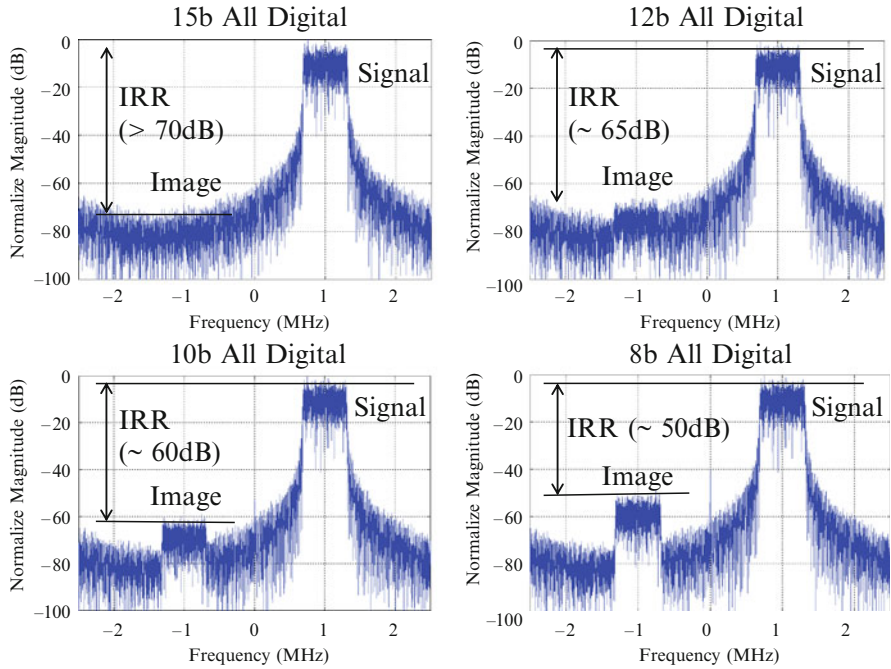 15b All Digital
Normalize Magnitude (dB)
0
−20
−40
−60
−80
−100
IRR
(> 70dB)
Signal
Image
−2
−1
0
1
2
Frequency (MHz)
12b All Digital
Normalize Magnitude (dB)
0
−20
−40
−60
−80
−100
IRR
(~ 65dB)
Signal
Image
−2
−1
0
1
2
Frequency (MHz)
10b All Digital
Normalize Magnitude (dB)
0
−20
−40
−60
−80
−100
IRR
(~ 60dB)
Signal
Image
−2
−1
0
1
2
Frequency (MHz)
8b All Digital
Normalize Magnitude (dB)
0
−20
−40
−60
−80
−100
IRR (~ 50dB)
Signal
Image
−2
−1
0
1
2
Frequency (MHz)